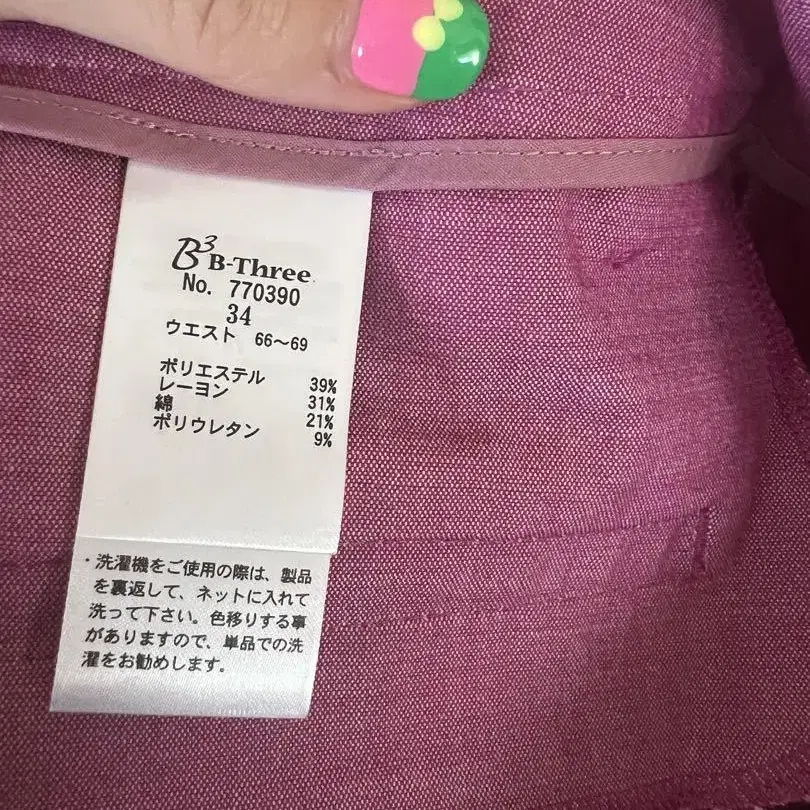 B³ B-Three
No. 770390
34
ウエスト 66～69
ポリエステル 39%
レーヨン 31%
綿 21%
ポリウレタン 9%
・洗濯機をご使用の際は、製品
を裏返して、ネットに入れて
洗って下さい。色移りする事
がありますので、単品での洗
濯をお勧めします。